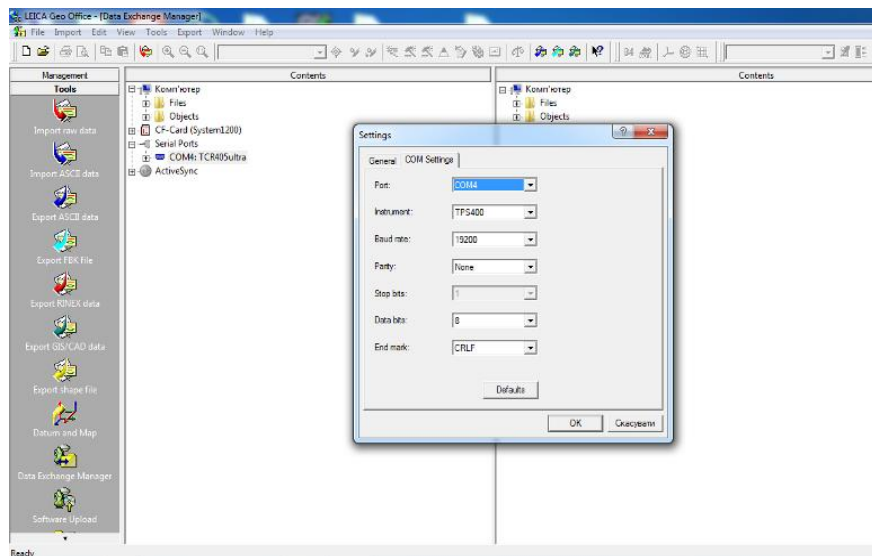 LEICA Geo Office - [Data Exchange Manager]
File Import Edit View Tools Export Window Help
Management
Contents
Contents
Tools
Import raw data
Import ASCII data
Export ASCII data
Export FBK file
Export RINEX data
Export GIS/CAD data
Export shape file
Datum and Map
Data Exchange Manager
Software Upload
Комп'ютер
Files
Objects
CF-Card (System1200)
Serial Ports
COM4: TCR405ultra
ActiveSync
Комп'ютер
Files
Objects
Settings
General COM Settings
Port: COM4
Instrument: TPS400
Baud rate: 19200
Parity: None
Stop bits: 1
Data bits: 8
End mark: CRLF
Defaults
OK Скасувати
Ready